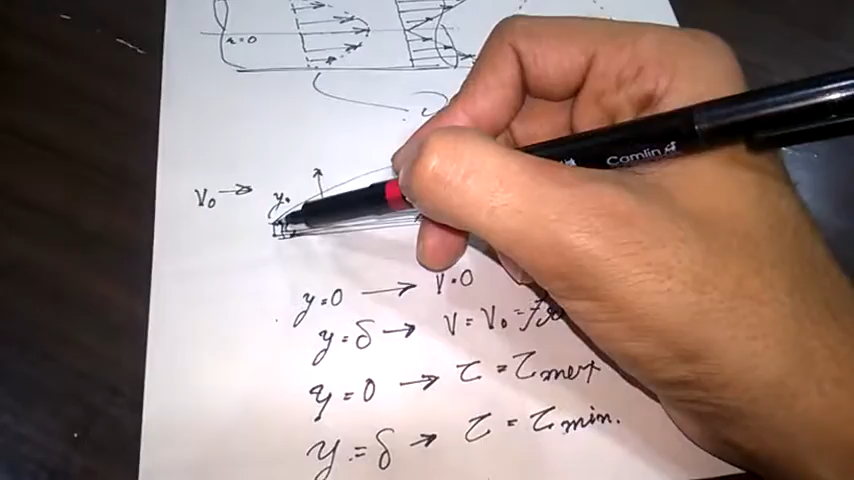 r=0
V₀ →
y₀
Camlin
y=0 → V=0
y=δ → V=V₀=
y=0 → τ=τmax
y=δ → τ=τmin.